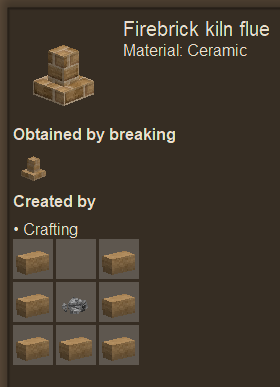 Firebrick kiln flue
Material: Ceramic
Obtained by breaking
Created by
• Crafting